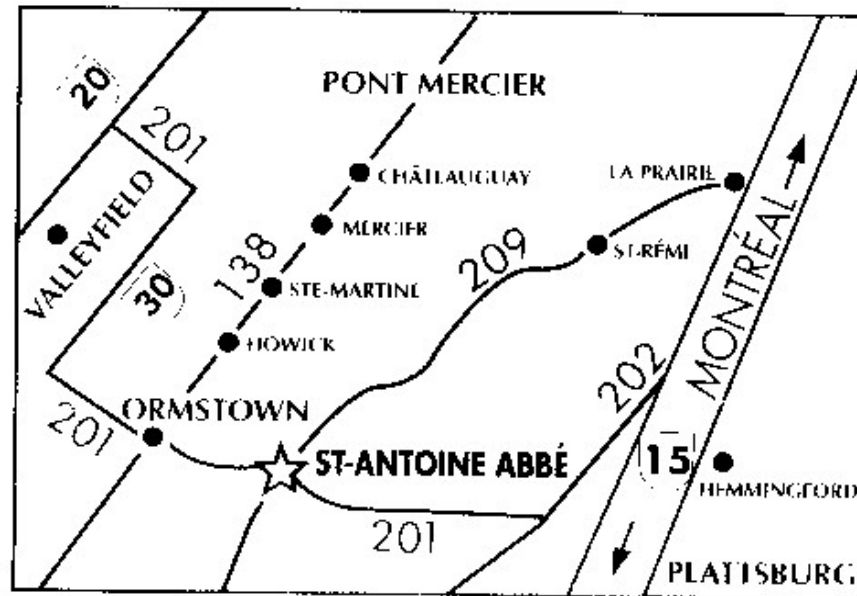 20
201
PONT MERCIER
CHÂTLAUGUAY
LA PRAIRIE
VALLEYFIELD
MERCIER
209
ST-RÉMI
138
30
STE-MARTINE
MONTRÉAL
HOWICK
202
201
ORMSTOWN
ST-ANTOINE ABBÉ
15
HEMMINGFORD
201
PLATTSBURG